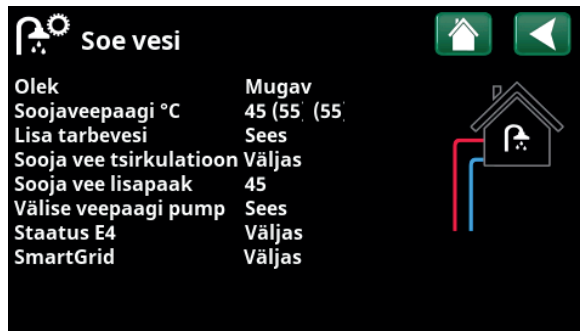 Soe vesi
Olek Mugav
Soojaveepaagi °C 45 (55) (55)
Lisa tarbevesi Sees
Sooja vee tsirkulatioon Väljas
Sooja vee lisapaak 45
Välise veepaagi pump Sees
Staatus E4 Väljas
SmartGrid Väljas